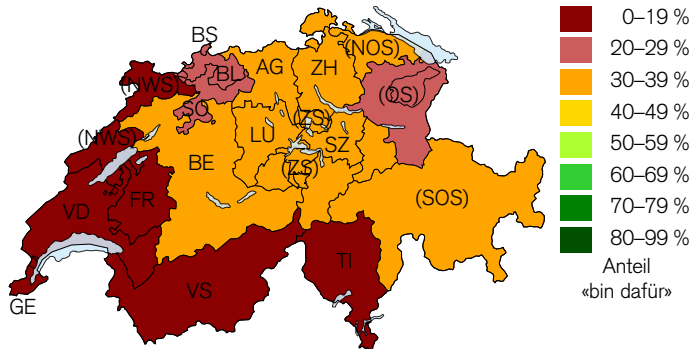 BS
(NWS)
BL
AG
ZH
(NOS)
SO
(OS)
(NWS)
LU
(ZS)
SZ
BE
(ZS)
FR
VD
(SOS)
TI
VS
GE
0–19 %
20–29 %
30–39 %
40–49 %
50–59 %
60–69 %
70–79 %
80–99 %
Anteil
«bin dafür»